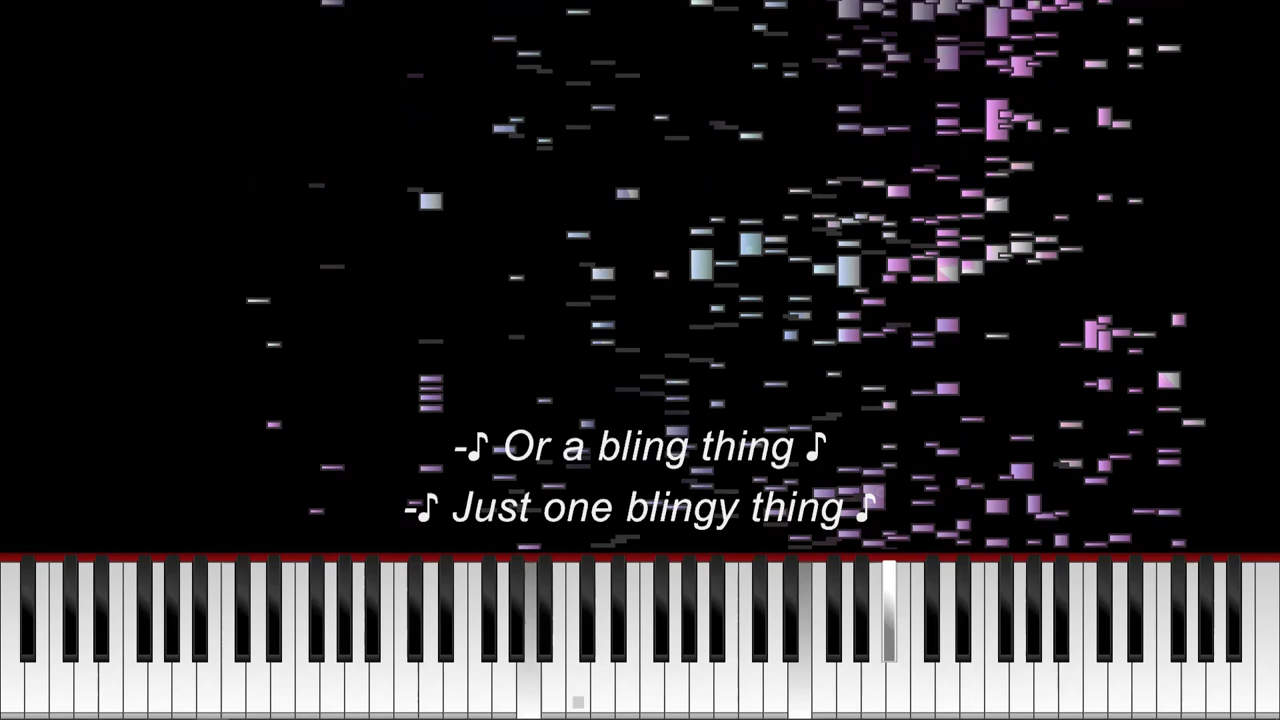 -♪ Or a bling thing ♪
-♪ Just one blingy thing ♪